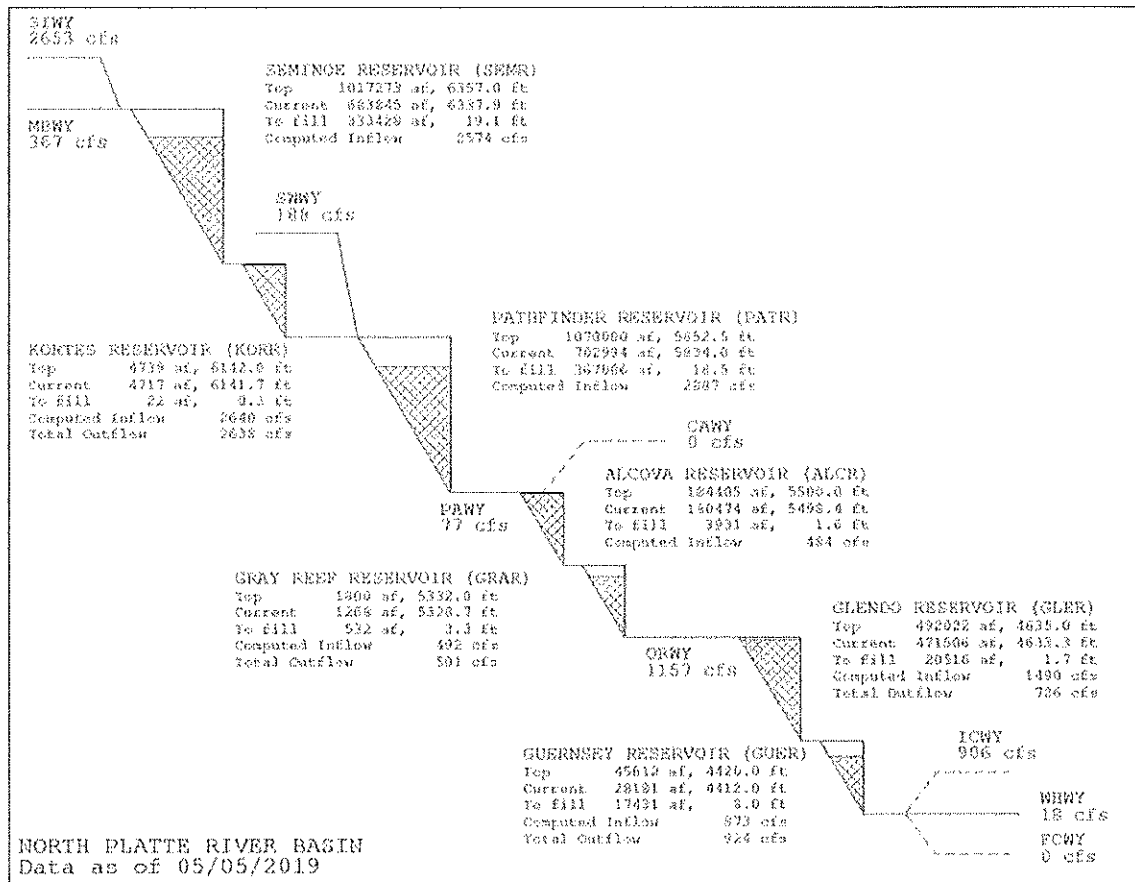 SIWY
2653 cfs
SEMINOE RESERVOIR (SEMR)
Top 1017273 af, 6357.0 ft
Current 683845 af, 6337.9 ft
To fill 333428 af, 19.1 ft
Computed Inflow 2574 cfs
MBWY
367 cfs
SWWY
188 cfs
PATHFINDER RESERVOIR (PATR)
Top 1070000 af, 5852.5 ft
Current 702994 af, 5834.0 ft
To fill 367006 af, 18.5 ft
Computed Inflow 2887 cfs
KORTES RESERVOIR (KORR)
Top 4739 af, 6142.0 ft
Current 4717 af, 6141.7 ft
To fill 22 af, 0.3 ft
Computed Inflow 2640 cfs
Total Outflow 2638 cfs
CAWY
0 cfs
ALCOVA RESERVOIR (ALCR)
Top 184405 af, 5500.0 ft
Current 180474 af, 5498.4 ft
To fill 3931 af, 1.6 ft
Computed Inflow 484 cfs
PAWY
77 cfs
GRAY REEF RESERVOIR (GRAR)
Top 1800 af, 5332.0 ft
Current 1268 af, 5328.7 ft
To fill 532 af, 3.3 ft
Computed Inflow 492 cfs
Total Outflow 501 cfs
GLENDO RESERVOIR (GLER)
Top 492022 af, 4635.0 ft
Current 471506 af, 4633.3 ft
To fill 20516 af, 1.7 ft
Computed Inflow 1490 cfs
Total Outflow cfs
ORWY
1157 cfs
GUERNSEY RESERVOIR (GUER)
Top 45612 af, 4420.0 ft
Current 28181 af, 4412.0 ft
To fill 17431 af, 8.0 ft
Computed Inflow 873 cfs
Total Outflow 924 cfs
ICWY
906 cfs
WHWY
18 cfs
FCWY
0 cfs
NORTH PLATTE RIVER BASIN
Data as of 05/05/2019